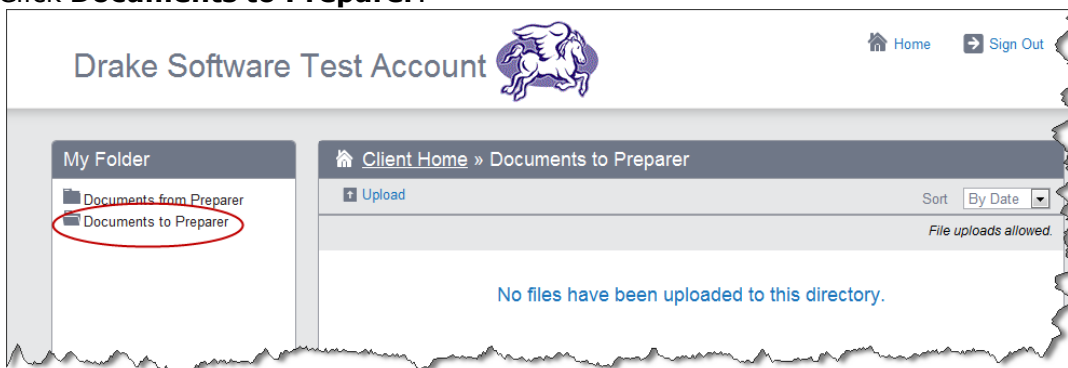 Click Documents to Preparer.
Drake Software Test Account
Home
Sign Out
My Folder
Documents from Preparer
Documents to Preparer
Client Home » Documents to Preparer
Upload
Sort By Date
File uploads allowed.
No files have been uploaded to this directory.